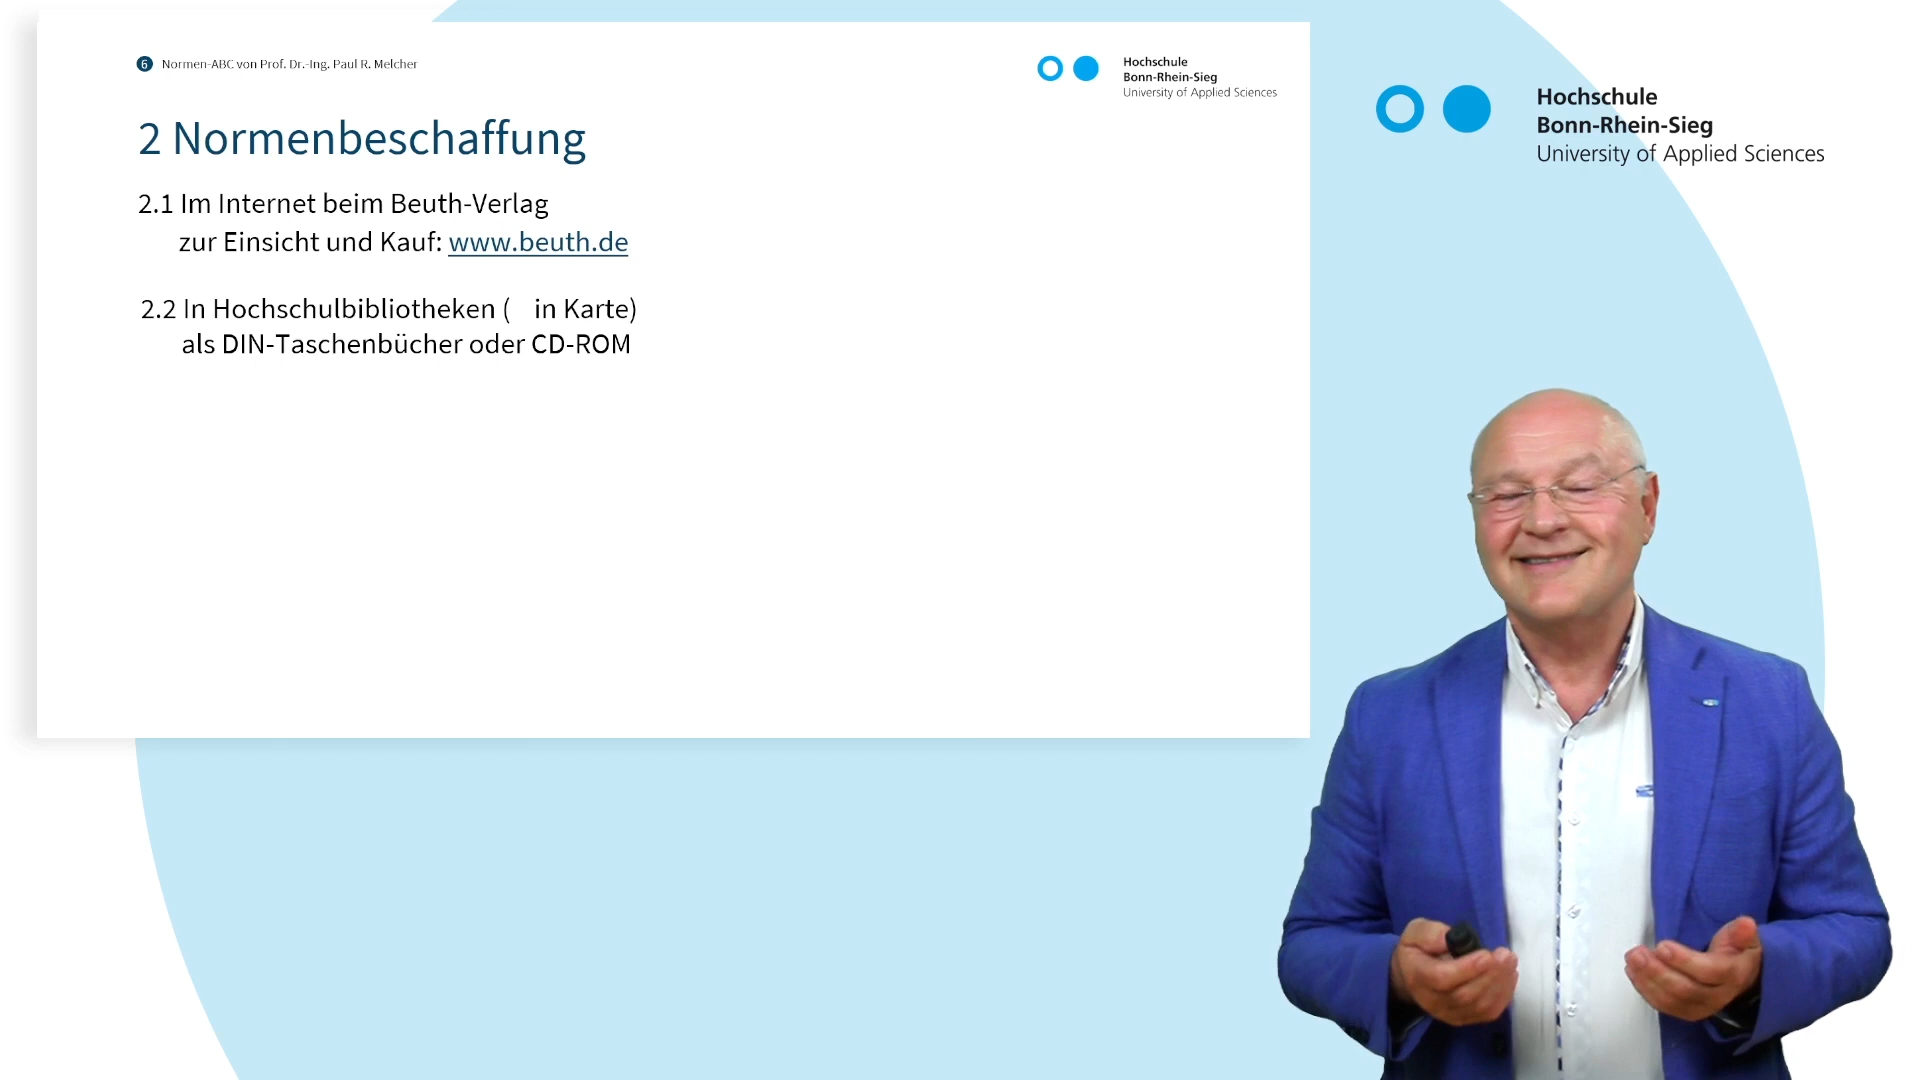 6 Normen-ABC von Prof. Dr.-Ing. Paul R. Melcher
Hochschule
Bonn-Rhein-Sieg
University of Applied Sciences
2 Normenbeschaffung
2.1 Im Internet beim Beuth-Verlag
zur Einsicht und Kauf: www.beuth.de
2.2 In Hochschulbibliotheken (   in Karte)
als DIN-Taschenbücher oder CD-ROM
Hochschule
Bonn-Rhein-Sieg
University of Applied Sciences